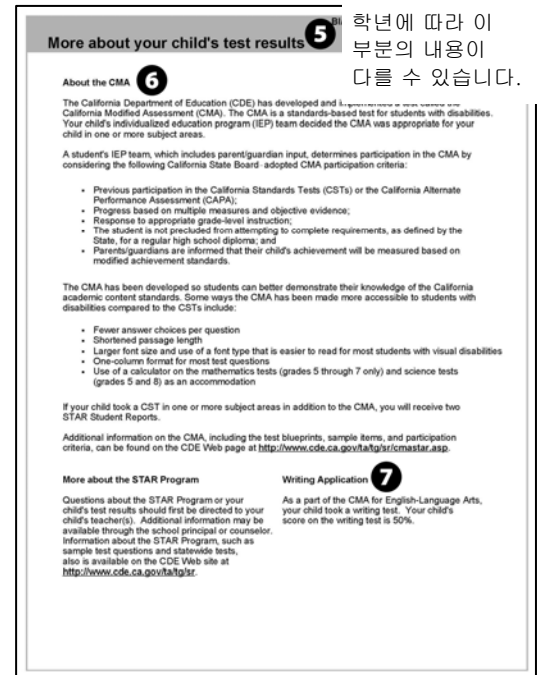 학년에 따라 이
부분의 내용이
다를 수 있습니다.
More about your child's test results 5
About the CMA 6
The California Department of Education (CDE) has developed and implemented a test called the
California Modified Assessment (CMA). The CMA is a standards-based test for students with disabilities.
Your child's individualized education program (IEP) team decided the CMA was appropriate for your
child in one or more subject areas.
A student's IEP team, which includes parent/guardian input, determines participation in the CMA by
considering the following California State Board-adopted CMA participation criteria:
• Previous participation in the California Standards Tests (CSTs) or the California Alternate
Performance Assessment (CAPA);
• Progress based on multiple measures and objective evidence;
• Response to appropriate grade-level instruction;
• The student is not precluded from attempting to complete requirements, as defined by the
State, for a regular high school diploma; and
• Parents/guardians are informed that their child's achievement will be measured based on
modified achievement standards.
The CMA has been developed so students can better demonstrate their knowledge of the California
academic content standards. Some ways the CMA has been made more accessible to students with
disabilities compared to the CSTs include:
• Fewer answer choices per question
• Shortened passage length
• Larger font size and use of a font type that is easier to read for most students with visual disabilities
• One-column format for most test questions
• Use of a calculator on the mathematics tests (grades 5 through 7 only) and science tests
(grades 5 and 8) as an accommodation
If your child took a CST in one or more subject areas in addition to the CMA, you will receive two
STAR Student Reports.
Additional information on the CMA, including the test blueprints, sample items, and participation
criteria, can be found on the CDE Web page at http://www.cde.ca.gov/ta/tg/sr/cmastar.asp.
More about the STAR Program
Questions about the STAR Program or your
child's test results should first be directed to your
child's teacher(s). Additional information may be
available through the school principal or counselor.
Information about the STAR Program, such as
sample test questions and statewide tests,
also is available on the CDE Web site at
http://www.cde.ca.gov/ta/tg/sr.
Writing Application 7
As a part of the CMA for English-Language Arts,
your child took a writing test. Your child's
score on the writing test is 50%.